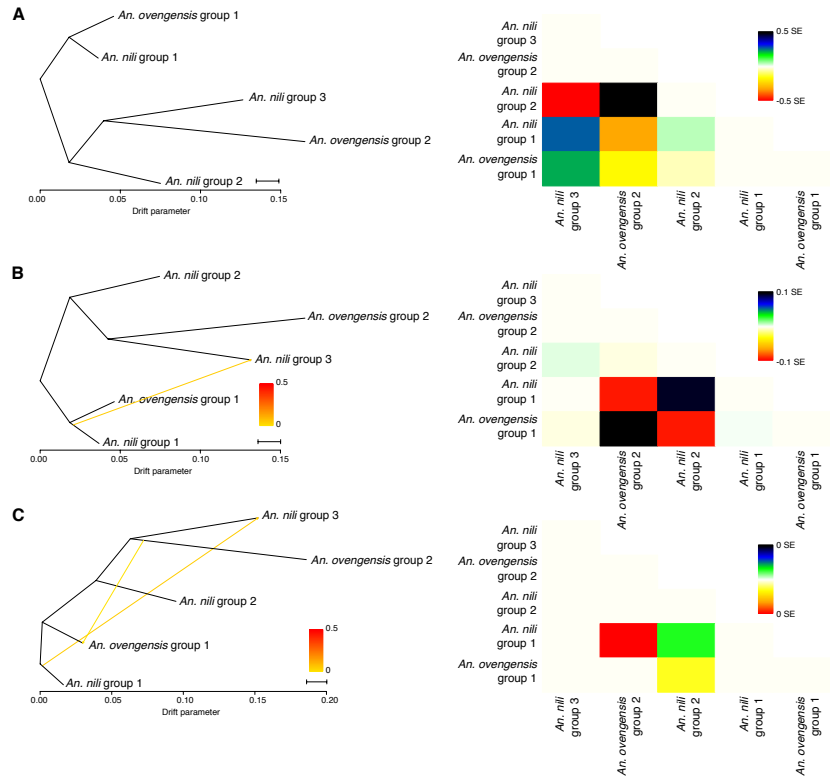 A
An. ovengensis group 1
An. nili group 1
An. nili group 3
An. ovengensis group 2
An. nili group 2
0.00
0.05
0.10
0.15
Drift parameter
An. nili
group 3
An. ovengensis
group 2
An. nili
group 2
An. nili
group 1
An. ovengensis
group 1
0.5 SE
-0.5 SE
An. nili
group 3
An. ovengensis
group 2
An. nili
group 2
An. nili
group 1
An. ovengensis
group 1
B
An. nili group 2
An. ovengensis group 2
An. nili group 3
An. ovengensis group 1
An. nili group 1
0.5
0
0.00
0.05
0.10
0.15
Drift parameter
An. nili
group 3
An. ovengensis
group 2
An. nili
group 2
An. nili
group 1
An. ovengensis
group 1
0.1 SE
-0.1 SE
An. nili
group 3
An. ovengensis
group 2
An. nili
group 2
An. nili
group 1
An. ovengensis
group 1
C
An. nili group 3
An. ovengensis group 2
An. nili group 2
An. ovengensis group 1
An. nili group 1
0.5
0
0.00
0.05
0.10
0.15
0.20
Drift parameter
An. nili
group 3
An. ovengensis
group 2
An. nili
group 2
An. nili
group 1
An. ovengensis
group 1
0 SE
0 SE
An. nili
group 3
An. ovengensis
group 2
An. nili
group 2
An. nili
group 1
An. ovengensis
group 1